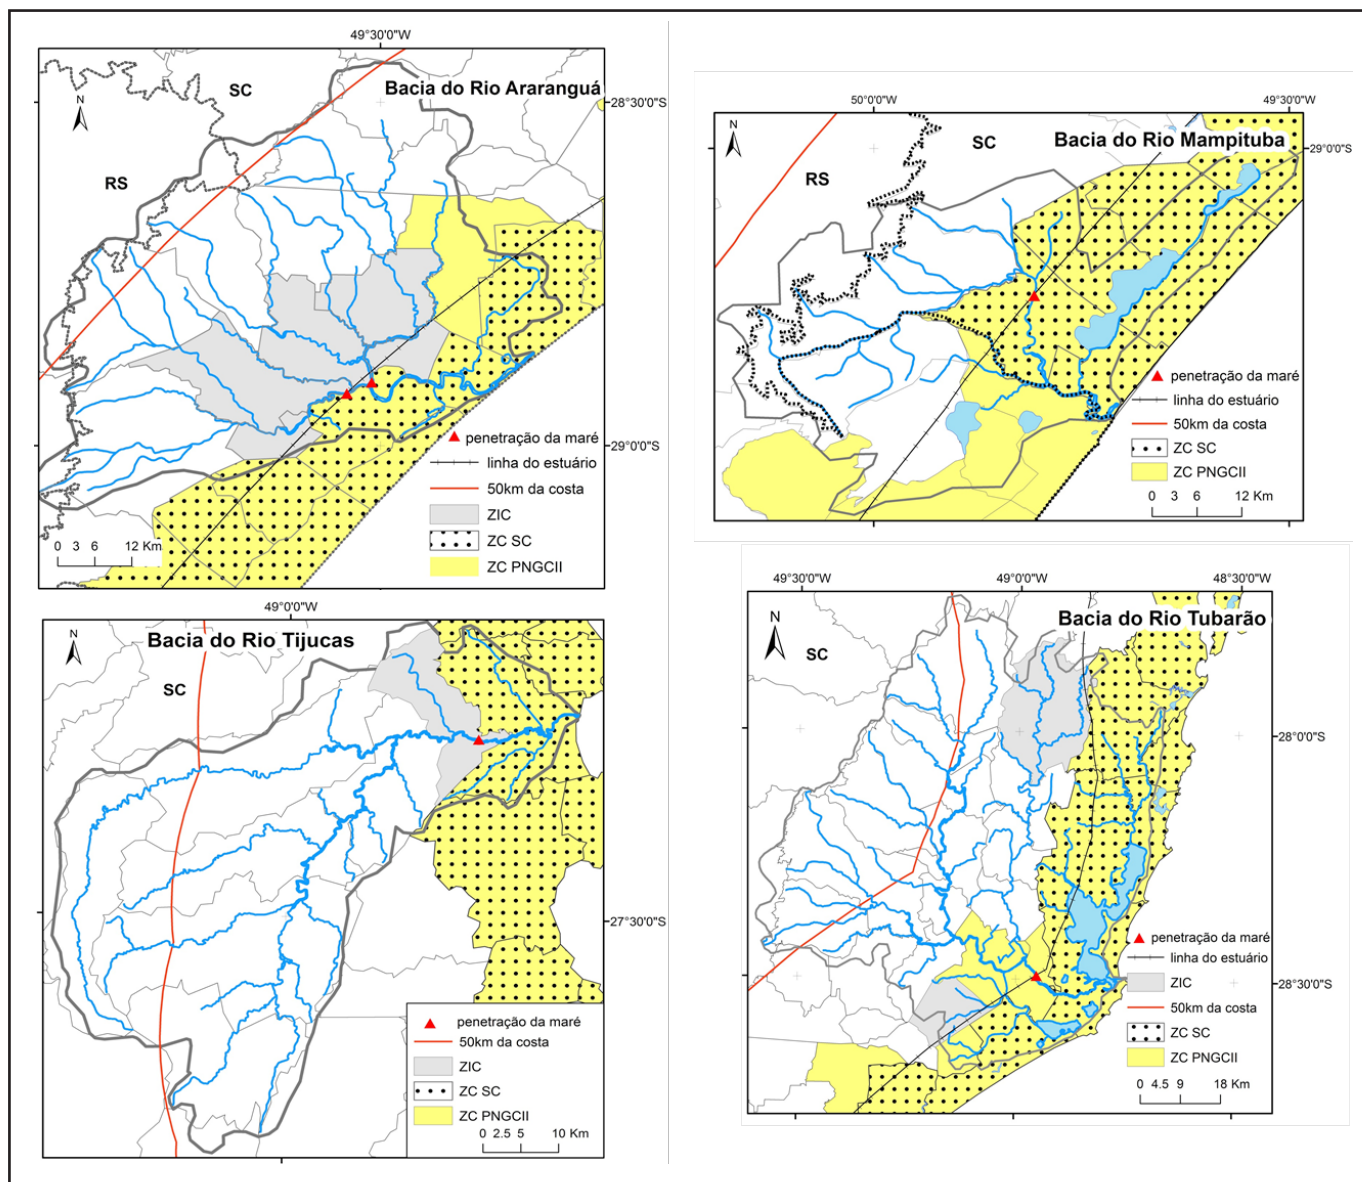 49°30'0"W
Bacia do Rio Araranguá
28°30'0"S
N
SC
RS
29°0'0"S
penetração da maré
linha do estuário
50km da costa
ZIC
ZC SC
ZC PNGCII
0 3 6 12 Km
50°0'0"W
49°30'0"W
N
SC
Bacia do Rio Mampituba
29°0'0"S
RS
penetração da maré
linha do estuário
50km da costa
ZC SC
ZC PNGCII
0 3 6 12 Km
49°0'0"W
N
Bacia do Rio Tijucas
SC
27°30'0"S
penetração da maré
50km da costa
ZIC
ZC SC
ZC PNGCII
0 2.5 5 10 Km
49°30'0"W
49°0'0"W
48°30'0"W
N
Bacia do Rio Tubarão
SC
28°0'0"S
penetração da maré
linha do estuário
ZIC
28°30'0"S
50km da costa
ZC SC
ZC PNGCII
0 4.5 9 18 Km